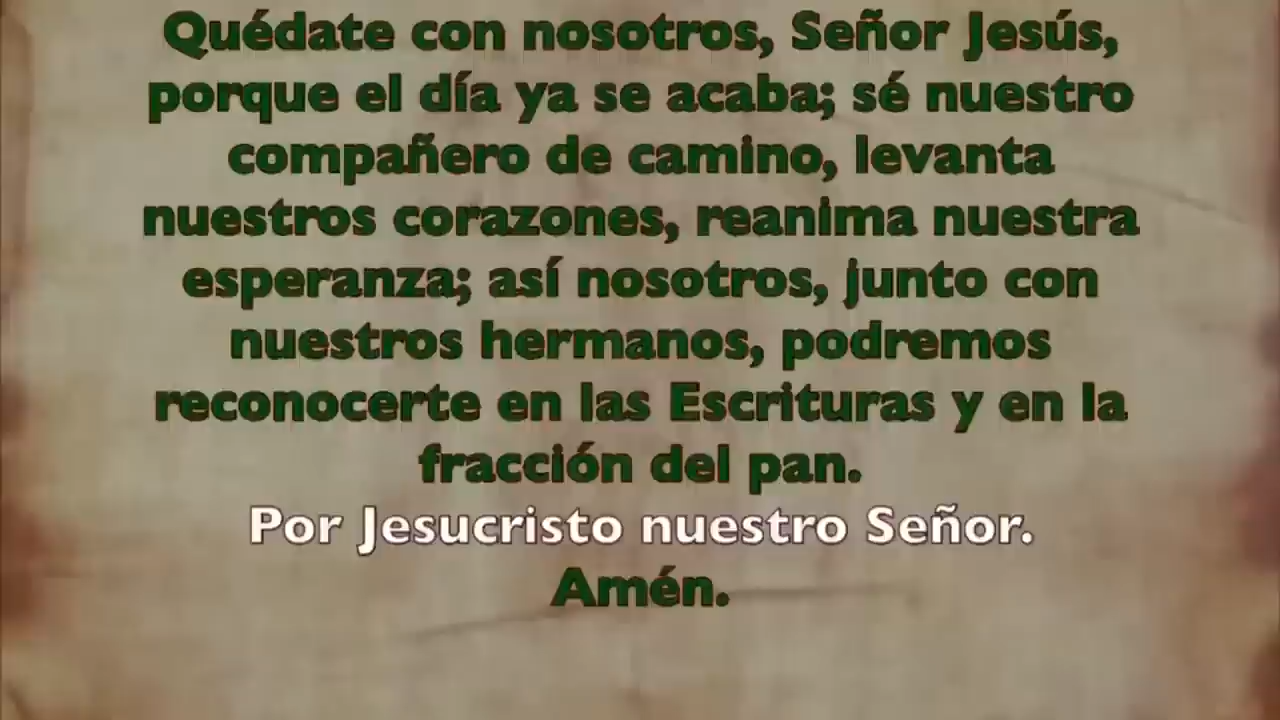 Quédate con nosotros, Señor Jesús,
porque el día ya se acaba; sé nuestro
compañero de camino, levanta
nuestros corazones, reanima nuestra
esperanza; así nosotros, junto con
nuestros hermanos, podremos
reconocerte en las Escrituras y en la
fracción del pan.
Por Jesucristo nuestro Señor.
Amén.